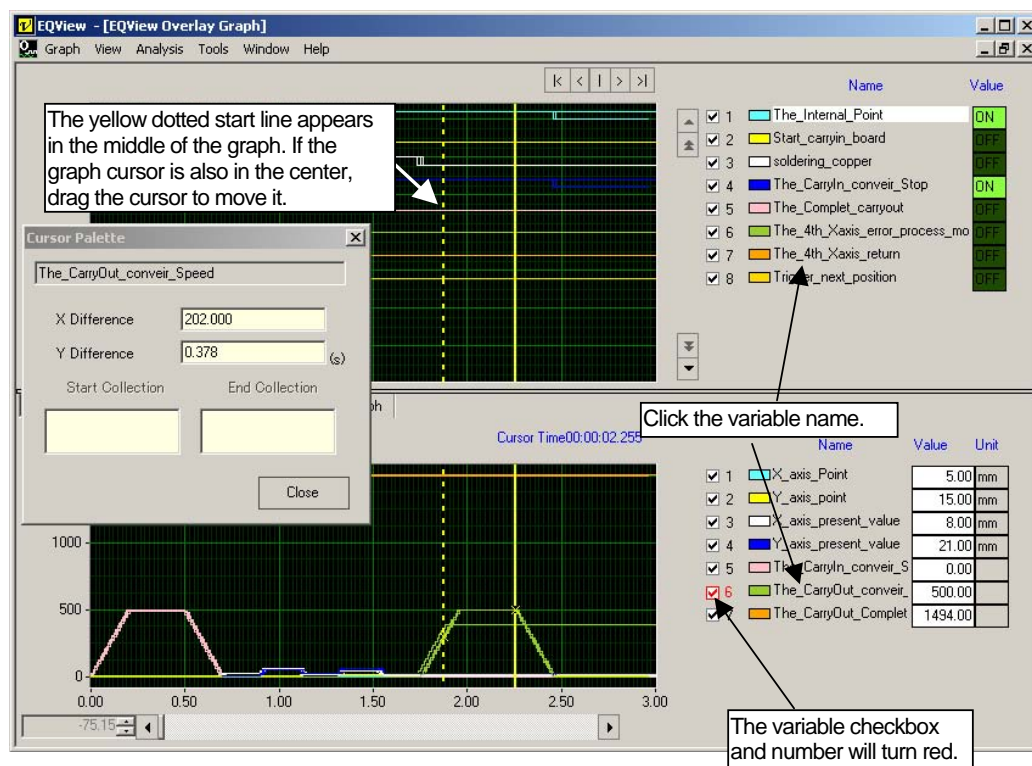 EQView - [EQView Overlay Graph]
Graph View Analysis Tools Window Help
Name Value
The yellow dotted start line appears
in the middle of the graph. If the
graph cursor is also in the center,
drag the cursor to move it.
1 The_Internal_Point ON
2 Start_carryin_board OFF
3 soldering_copper OFF
4 The_CarryIn_conveir_Stop ON
5 The_Complet_carryout OFF
6 The_4th_Xaxis_error_process_mo OFF
7 The_4th_Xaxis_return OFF
8 Trigger_next_position OFF
Cursor Palette
The_CarryOut_conveir_Speed
X Difference 202.000
Y Difference 0.378 (s)
Start Collection End Collection
Close
Click the variable name.
Cursor Time00:00:02.255
Name Value Unit
1 X_axis_Point 5.00 mm
2 Y_axis_point 15.00 mm
3 X_axis_present_value 8.00 mm
4 Y_axis_present_value 21.00 mm
5 The_CarryIn_conveir_S 0.00
6 The_CarryOut_conveir_ 500.00
7 The_CarryOut_Complet 1494.00
1000
500
0
0.00 0.50 1.00 1.50 2.00 2.50 3.00
-75.15
The variable checkbox
and number will turn red.